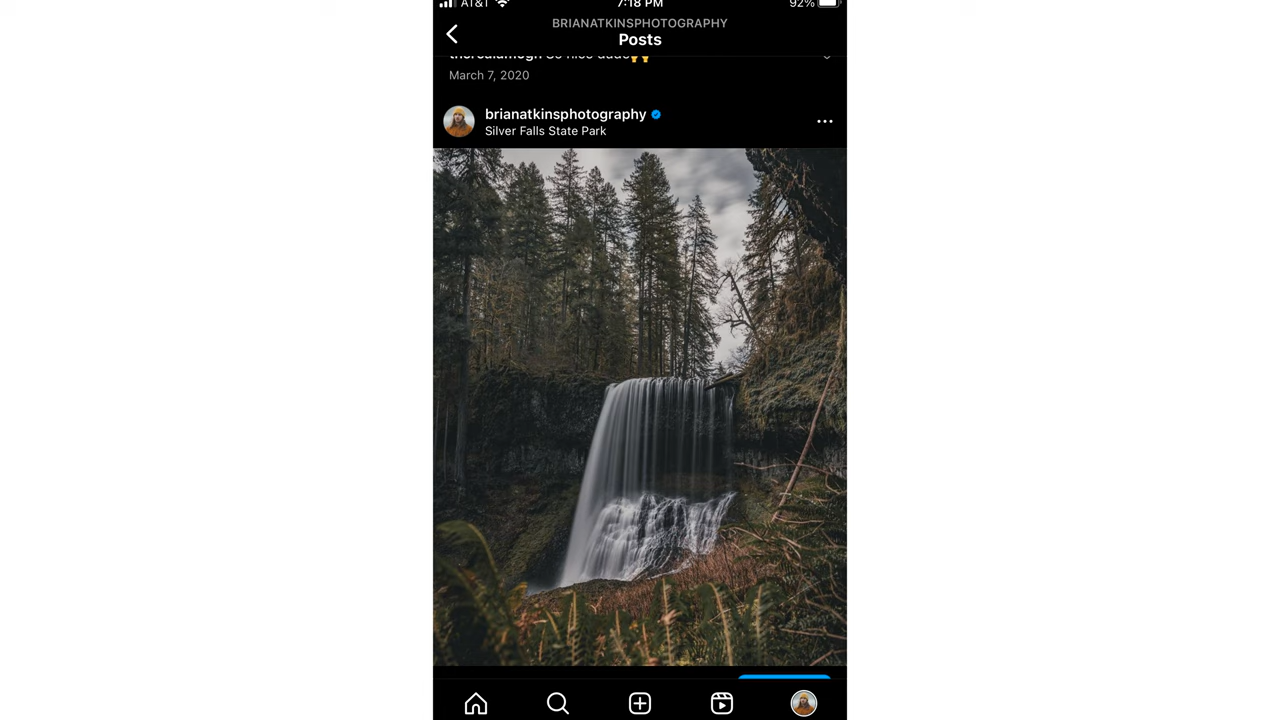 AT&T 7:18 PM 92%
BRIANATKINSPHOTOGRAPHY
Posts
March 7, 2020
brianatkinsphotography
Silver Falls State Park